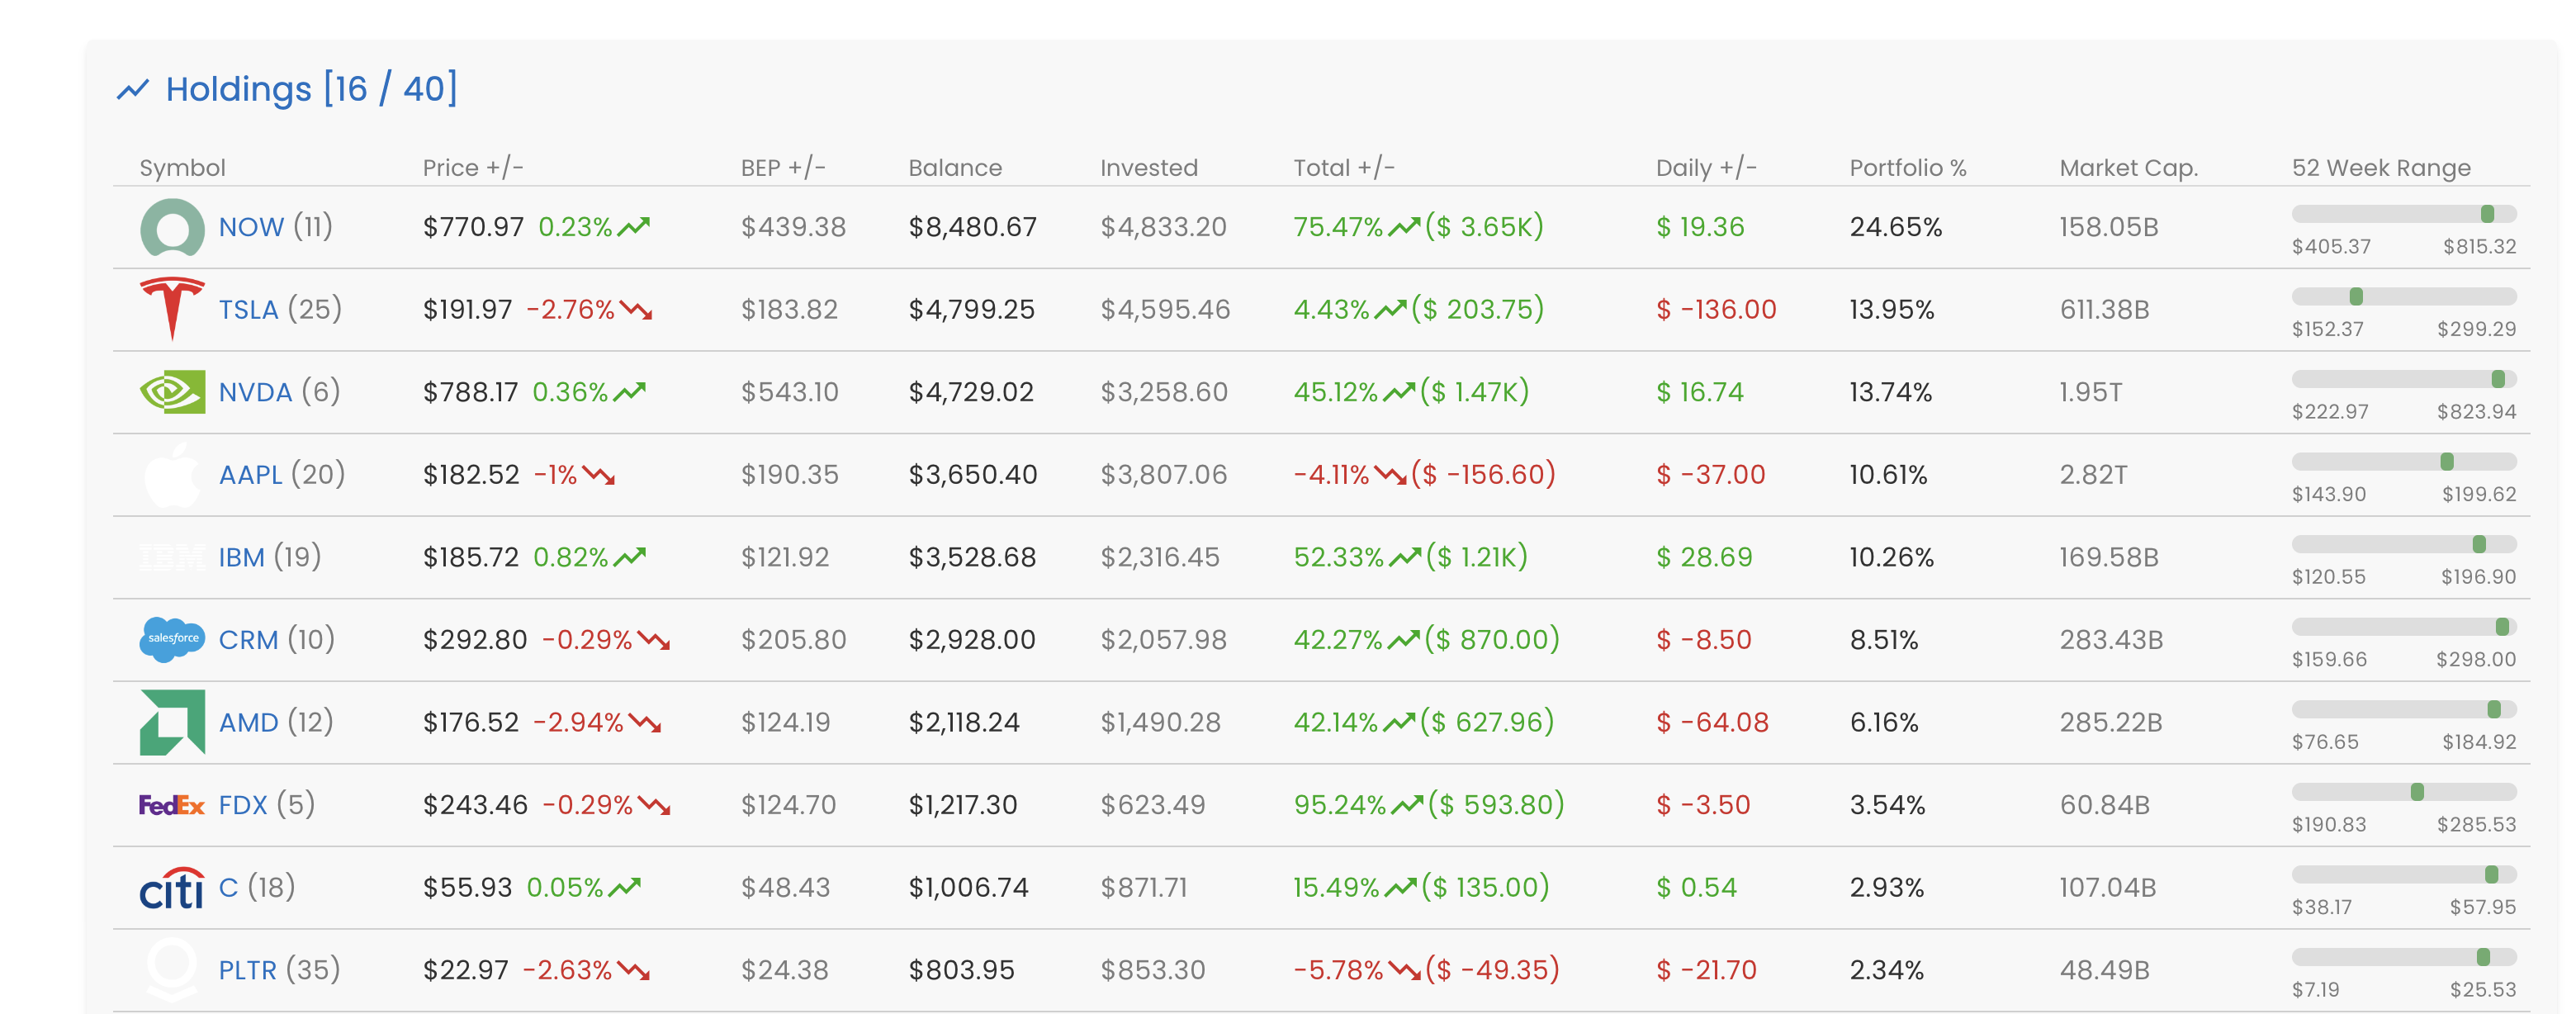 Holdings [16 / 40]
Symbol Price +/- BEP +/- Balance Invested Total +/- Daily +/- Portfolio % Market Cap. 52 Week Range
NOW (11) $770.97 0.23% $439.38 $8,480.67 $4,833.20 75.47% ($ 3.65K) $ 19.36 24.65% 158.05B
$405.37 $815.32
TSLA (25) $191.97 -2.76% $183.82 $4,799.25 $4,595.46 4.43% ($ 203.75) $ -136.00 13.95% 611.38B
$152.37 $299.29
NVDA (6) $788.17 0.36% $543.10 $4,729.02 $3,258.60 45.12% ($ 1.47K) $ 16.74 13.74% 1.95T
$222.97 $823.94
AAPL (20) $182.52 -1% $190.35 $3,650.40 $3,807.06 -4.11% ($ -156.60) $ -37.00 10.61% 2.82T
$143.90 $199.62
IBM IBM (19) $185.72 0.82% $121.92 $3,528.68 $2,316.45 52.33% ($ 1.21K) $ 28.69 10.26% 169.58B
$120.55 $196.90
salesforce CRM (10) $292.80 -0.29% $205.80 $2,928.00 $2,057.98 42.27% ($ 870.00) $ -8.50 8.51% 283.43B
$159.66 $298.00
AMD (12) $176.52 -2.94% $124.19 $2,118.24 $1,490.28 42.14% ($ 627.96) $ -64.08 6.16% 285.22B
$76.65 $184.92
FedEx FDX (5) $243.46 -0.29% $124.70 $1,217.30 $623.49 95.24% ($ 593.80) $ -3.50 3.54% 60.84B
$190.83 $285.53
citi C (18) $55.93 0.05% $48.43 $1,006.74 $871.71 15.49% ($ 135.00) $ 0.54 2.93% 107.04B
$38.17 $57.95
PLTR (35) $22.97 -2.63% $24.38 $803.95 $853.30 -5.78% ($ -49.35) $ -21.70 2.34% 48.49B
$7.19 $25.53